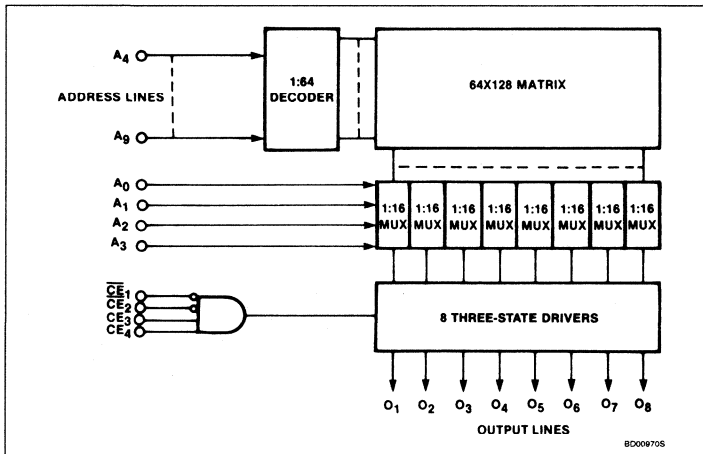 A4
1:64
DECODER
64X128 MATRIX
ADDRESS LINES
A9
A0
A1
A2
A3
1:16 1:16 1:16 1:16 1:16 1:16 1:16 1:16
MUX MUX MUX MUX MUX MUX MUX MUX
CE1
CE2
CE3
CE4
8 THREE-STATE DRIVERS
O1 O2 O3 O4 O5 O6 O7 O8
OUTPUT LINES
BD00970S